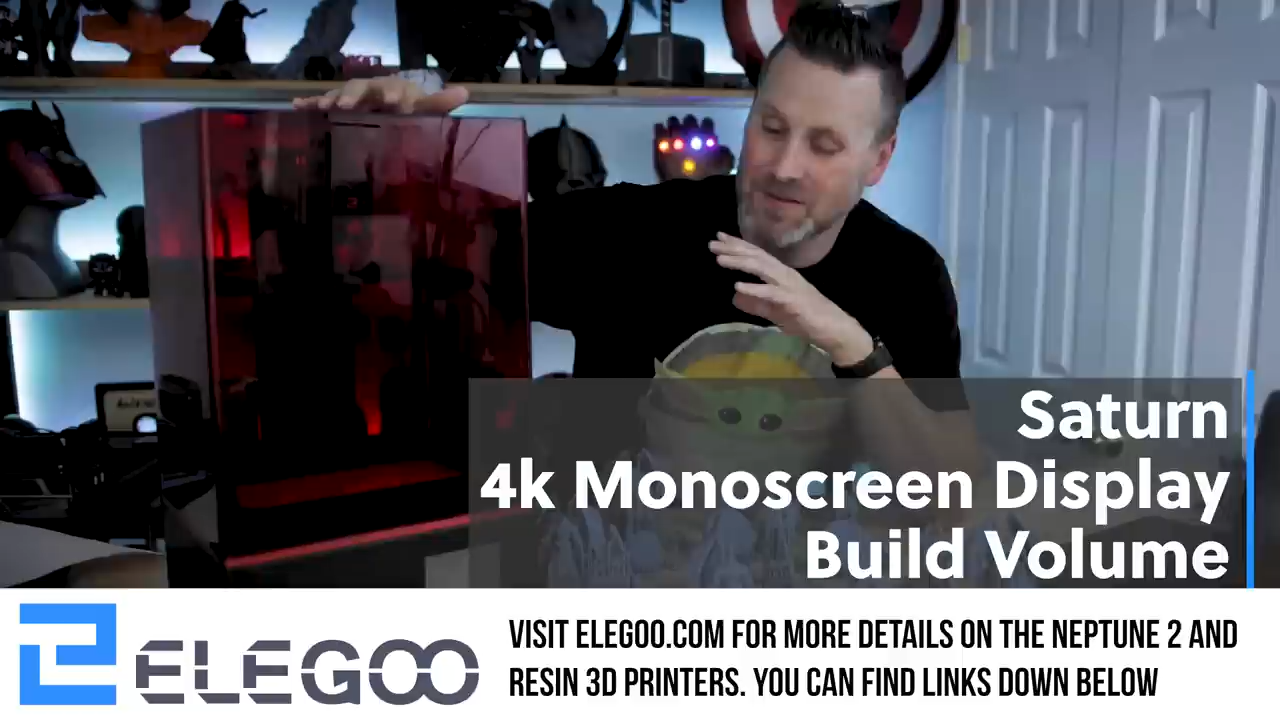 Saturn
4k Monoscreen Display
Build Volume
ELEGOO
VISIT ELEGOO.COM FOR MORE DETAILS ON THE NEPTUNE 2 AND
RESIN 3D PRINTERS. YOU CAN FIND LINKS DOWN BELOW